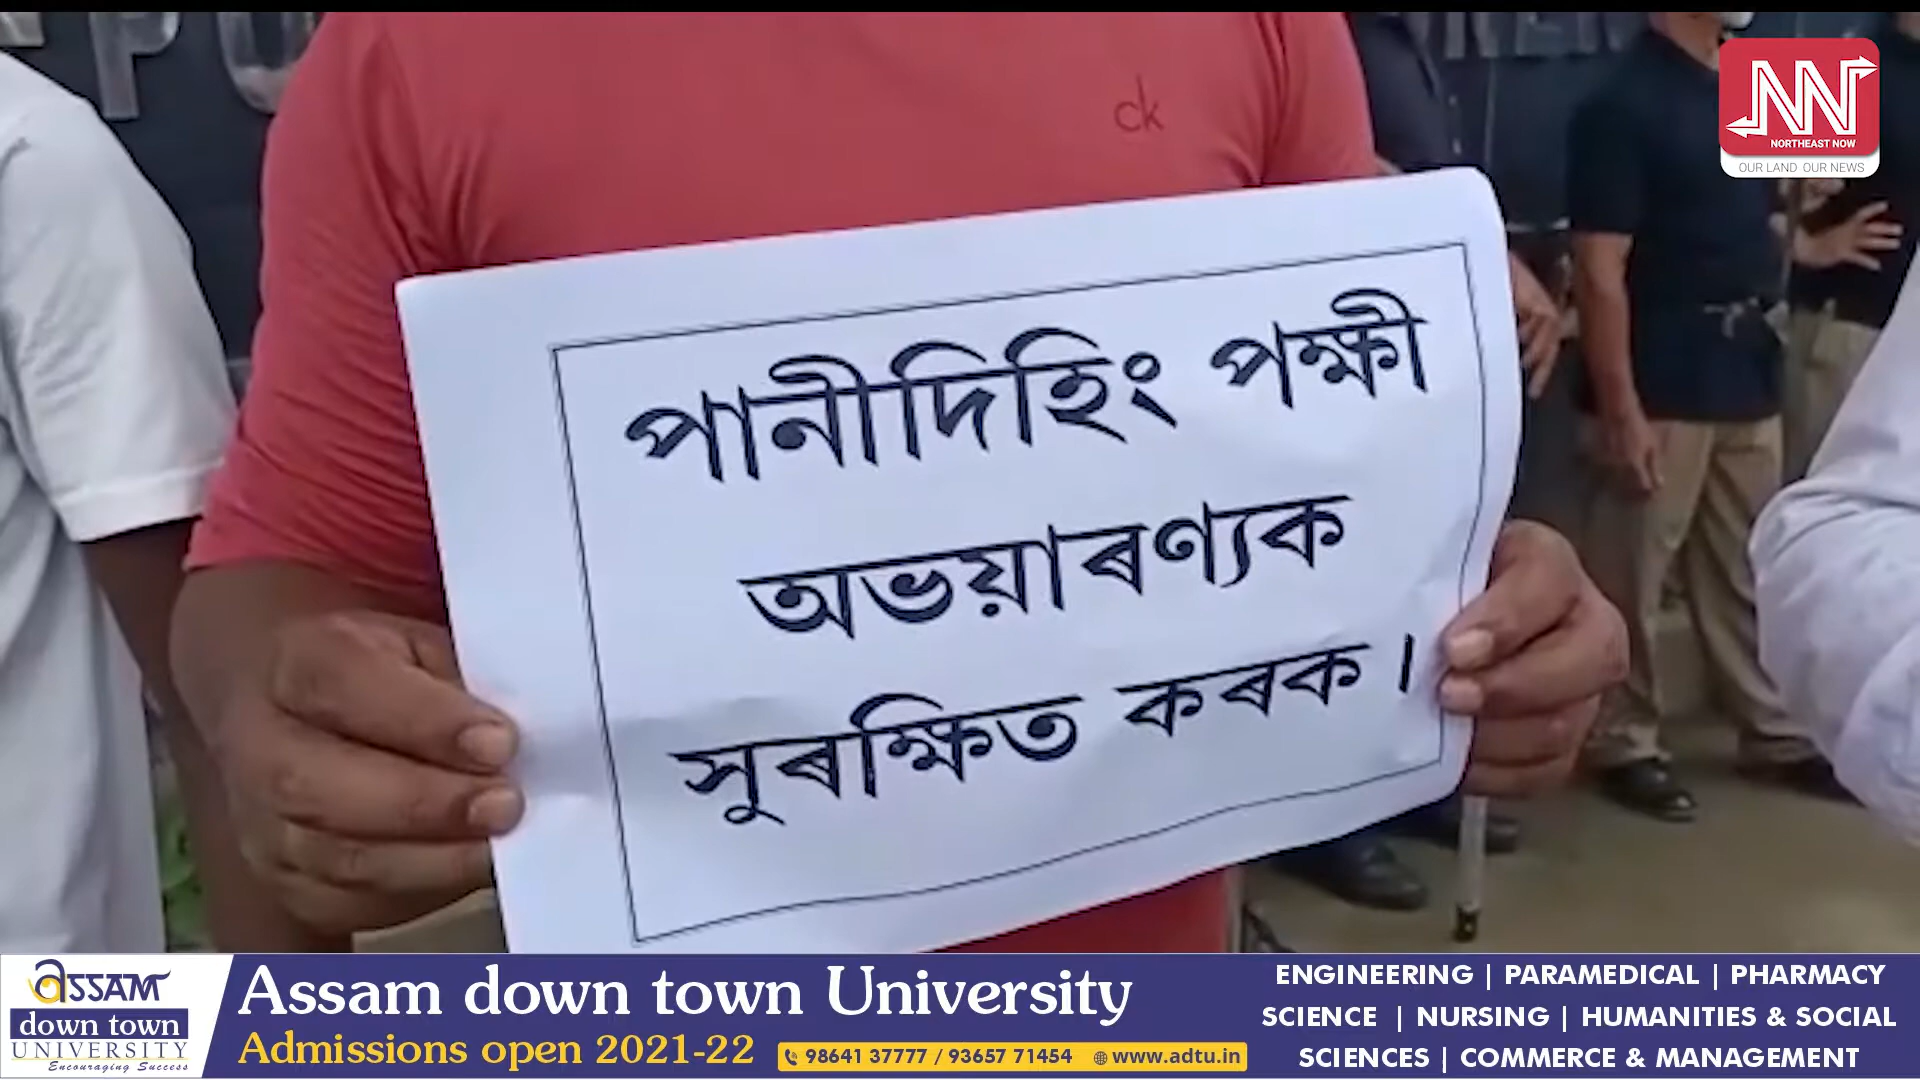 ck
NN
NORTHEAST NOW
OUR LAND OUR NEWS
পানীদিহিং পক্ষী
অভয়াৰণ্যক
সুৰক্ষিত কৰক।
ASSAM
down town
UNIVERSITY
Encouraging Success
Assam down town University
Admissions open 2021-22
98641 37777 / 93657 71454 www.adtu.in
ENGINEERING | PARAMEDICAL | PHARMACY
SCIENCE | NURSING | HUMANITIES & SOCIAL
SCIENCES | COMMERCE & MANAGEMENT